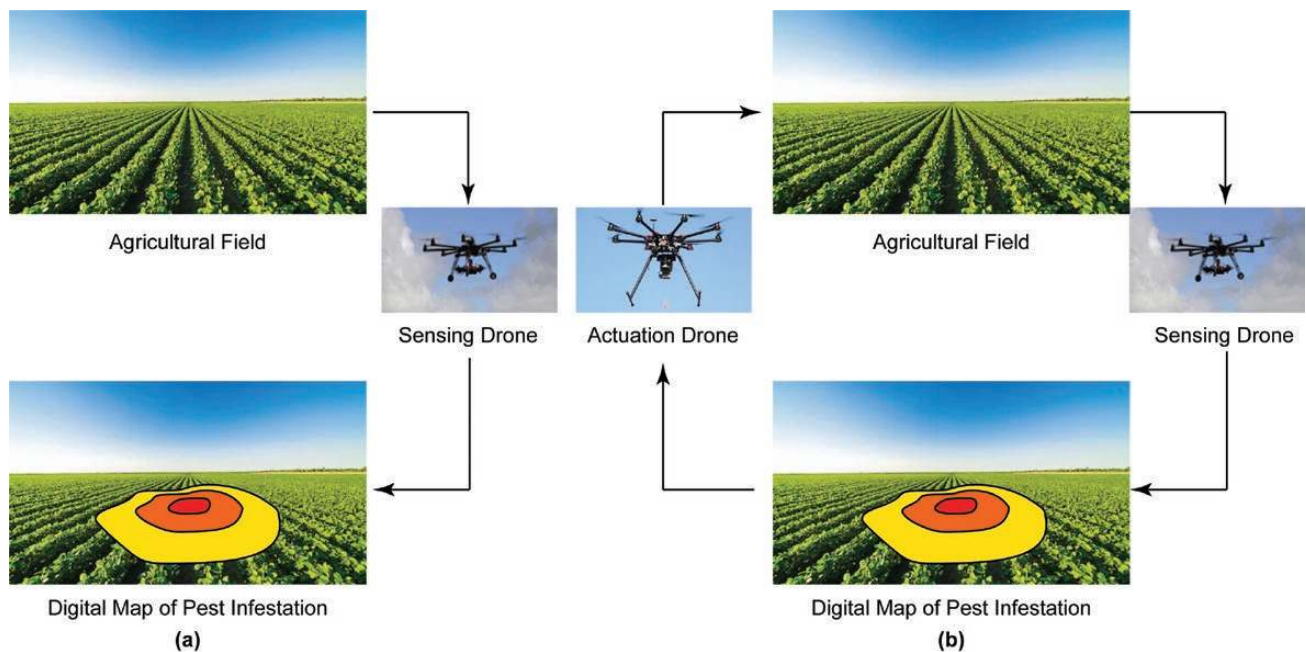 Agricultural Field
Sensing Drone
Digital Map of Pest Infestation
(a)
Actuation Drone
Agricultural Field
Sensing Drone
Digital Map of Pest Infestation
(b)